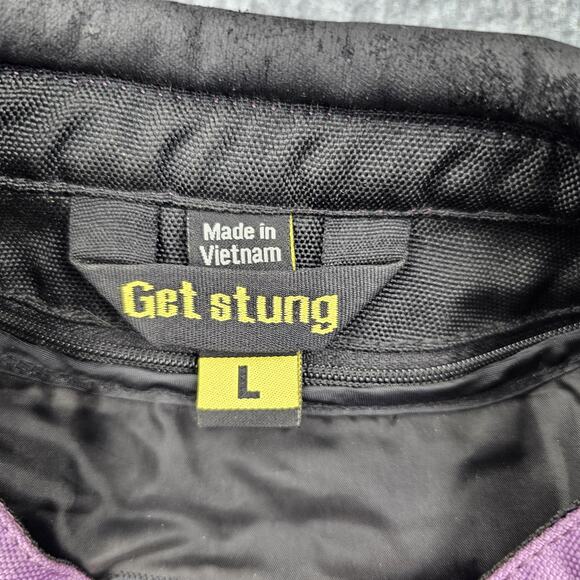 Made in
Vietnam
Get stung
L